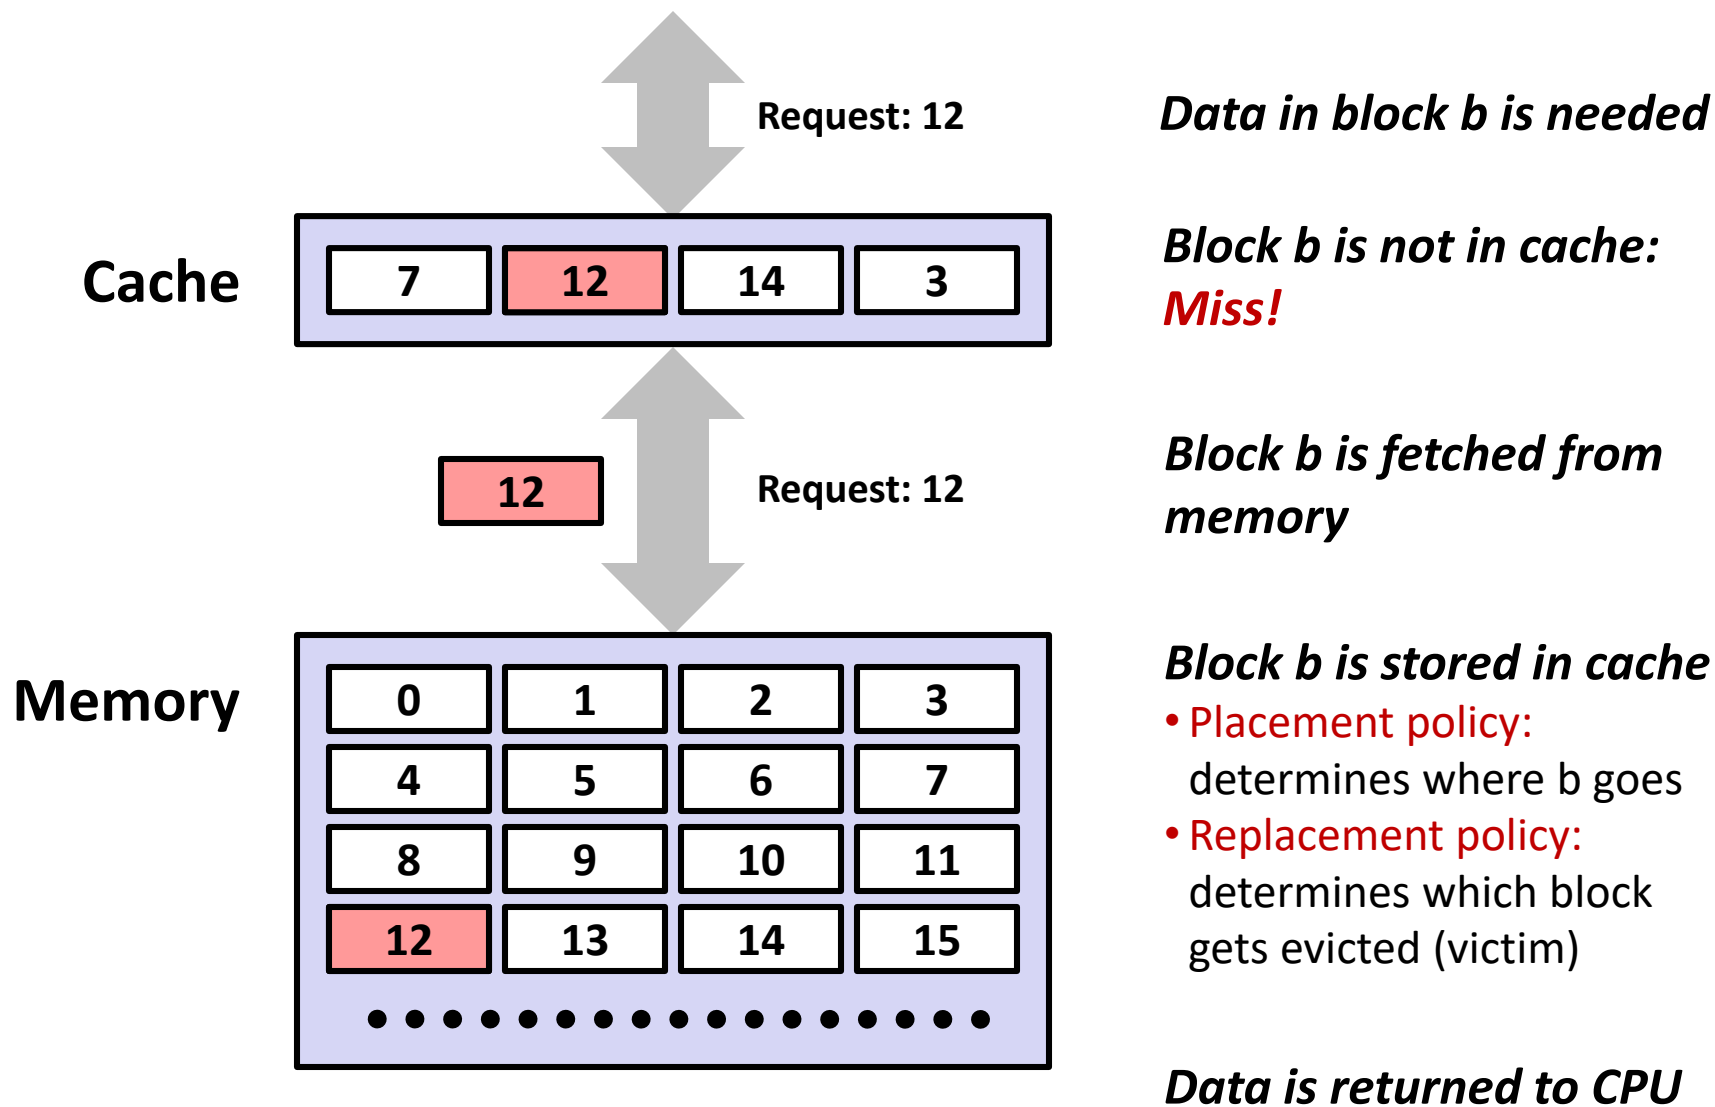 Request: 12
Data in block b is needed
Cache
7 12 14 3
Block b is not in cache:
Miss!
12
Request: 12
Block b is fetched from
memory
Memory
0 1 2 3
4 5 6 7
8 9 10 11
12 13 14 15
Block b is stored in cache
• Placement policy:
determines where b goes
• Replacement policy:
determines which block
gets evicted (victim)
Data is returned to CPU